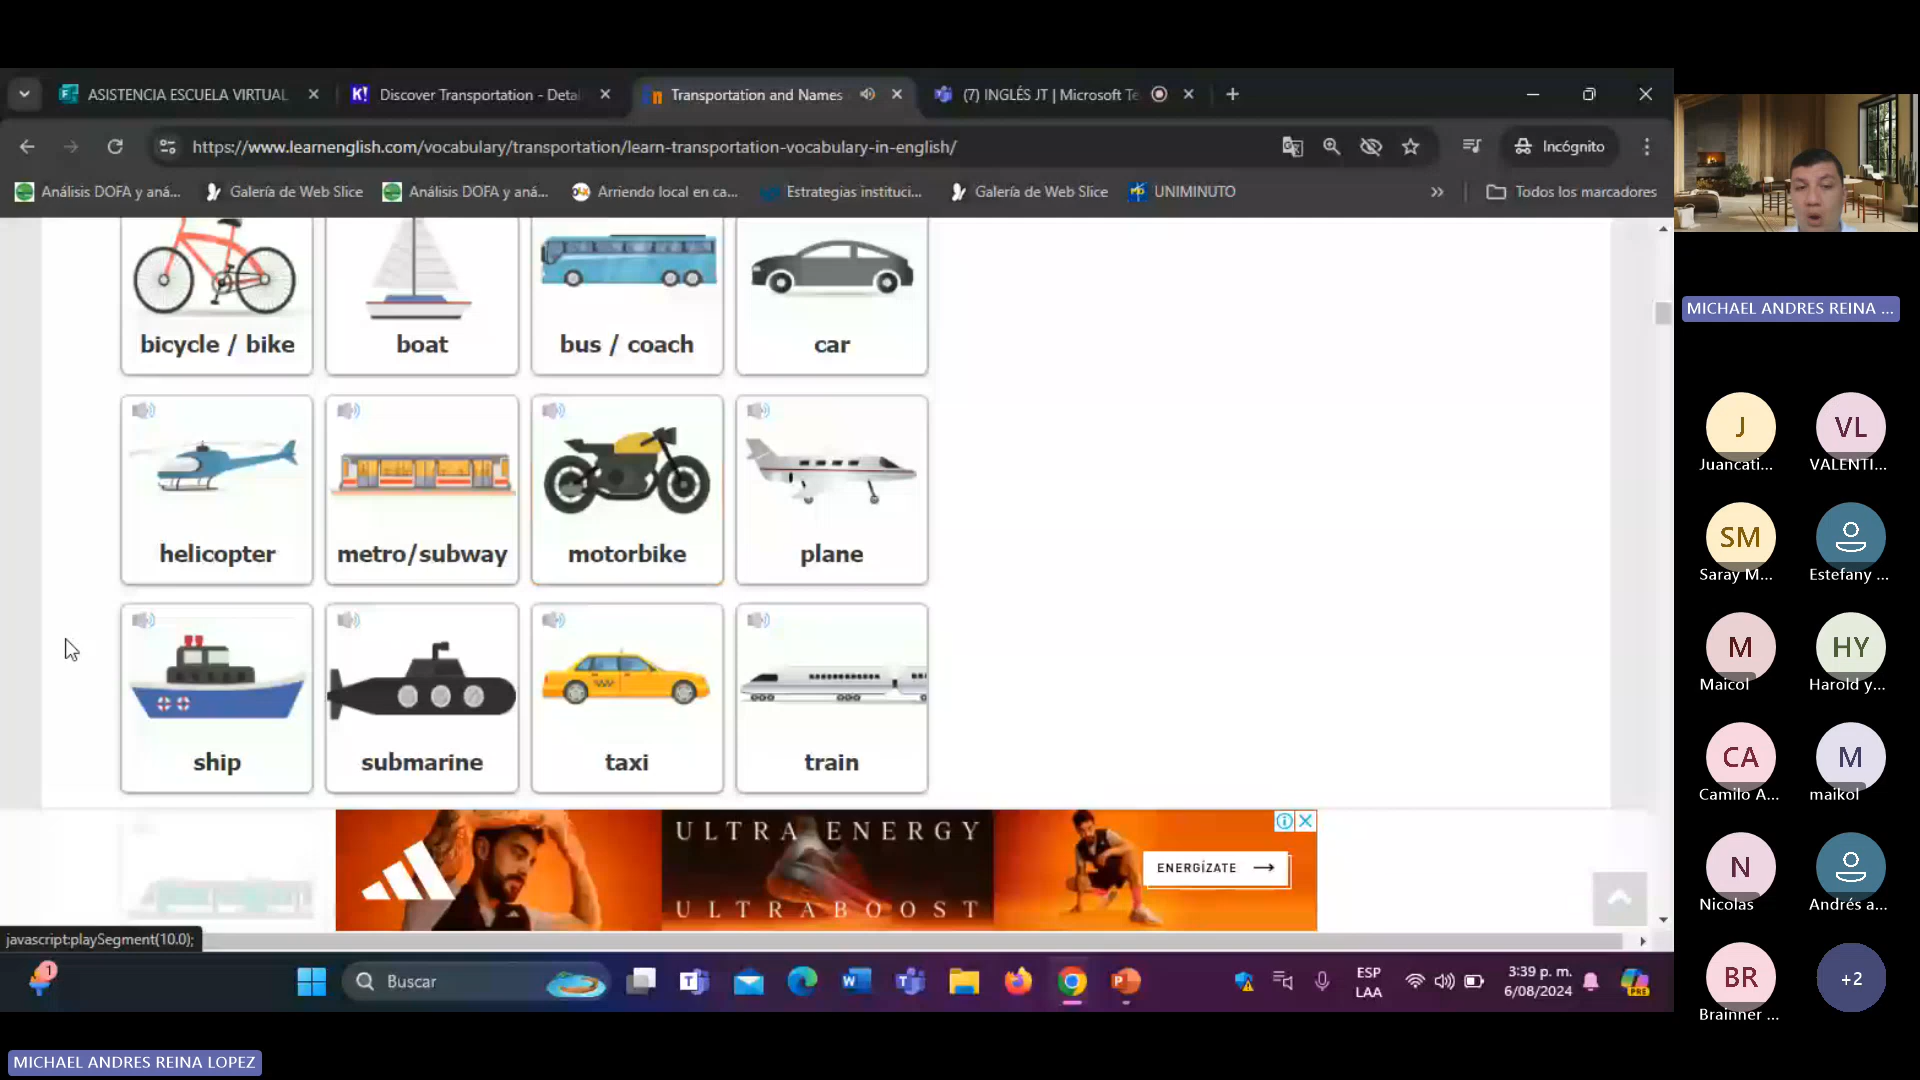 ASISTENCIA ESCUELA VIRTUAL
Discover Transportation - Deta
Transportation and Names
(7) INGLÉS JT | Microsoft Te
https://www.learnenglish.com/vocabulary/transportation/learn-transportation-vocabulary-in-english/
Incógnito
Análisis DOFA y aná...
Galería de Web Slice
Análisis DOFA y aná...
Arriendo local en ca...
Estrategias instituci...
Galería de Web Slice
UNIMINUTO
Todos los marcadores
bicycle / bike
boat
bus / coach
car
helicopter
metro/subway
motorbike
plane
ship
submarine
taxi
train
ULTRA ENERGY
ULTRABOOST
ENERGÍZATE
javascript:playSegment(10.0);
1
Buscar
ESP
LAA
3:39 p. m.
6/08/2024
PRE
MICHAEL ANDRES REINA ...
J
Juancati...
VL
VALENTI...
SM
Saray M...
Estefany ...
M
Maicol
HY
Harold y...
CA
Camilo A...
M
maikol
N
Nicolas
Andrés a...
BR
Brainner ...
+2
MICHAEL ANDRES REINA LOPEZ